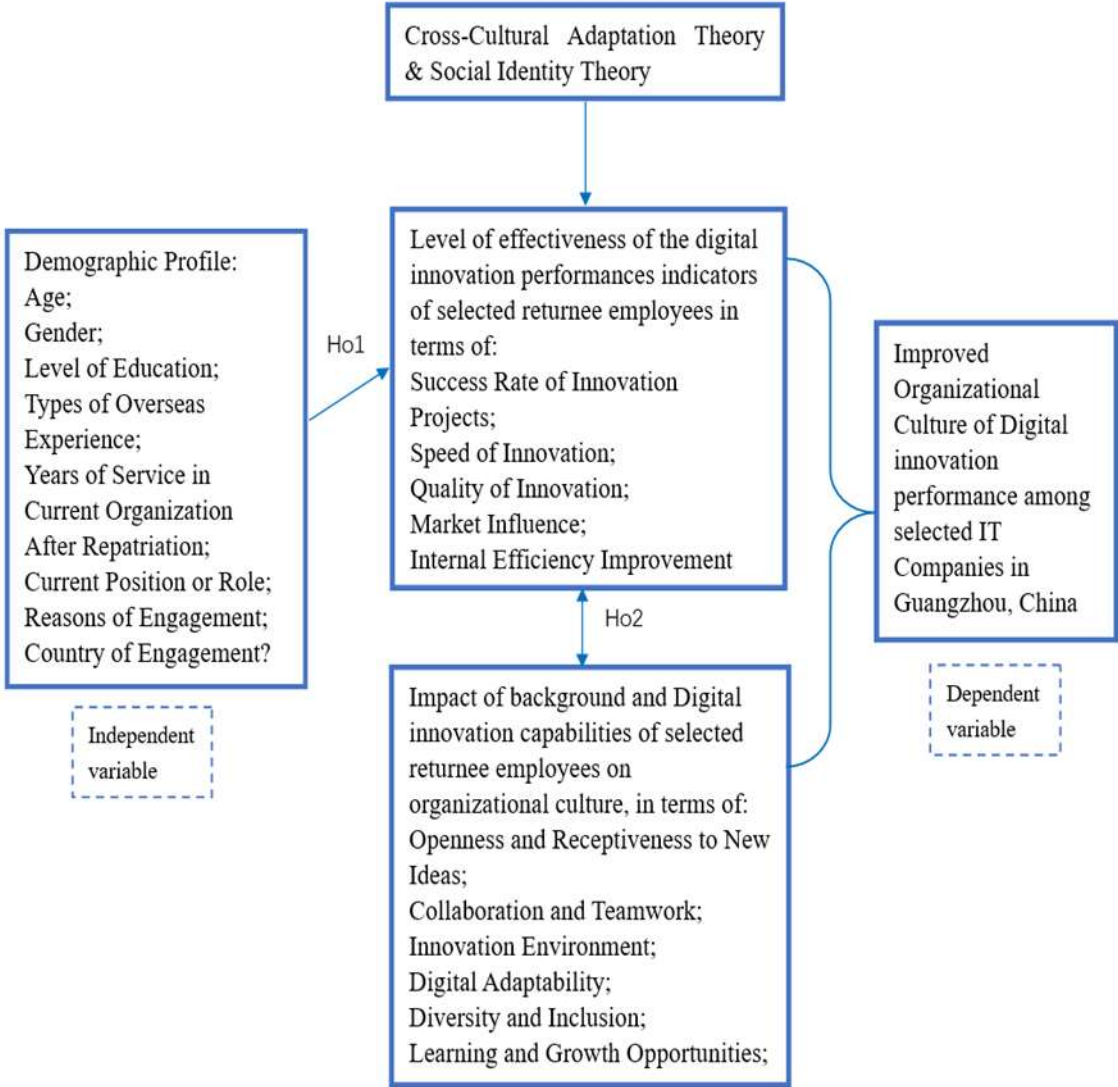 Cross-Cultural Adaptation Theory
& Social Identity Theory
Demographic Profile:
Age;
Gender;
Level of Education;
Types of Overseas
Experience;
Years of Service in
Current Organization
After Repatriation;
Current Position or Role;
Reasons of Engagement;
Country of Engagement?
Independent
variable
Ho1
Level of effectiveness of the digital
innovation performances indicators
of selected returnee employees in
terms of:
Success Rate of Innovation
Projects;
Speed of Innovation;
Quality of Innovation;
Market Influence;
Internal Efficiency Improvement
Ho2
Impact of background and Digital
innovation capabilities of selected
returnee employees on
organizational culture, in terms of:
Openness and Receptiveness to New
Ideas;
Collaboration and Teamwork;
Innovation Environment;
Digital Adaptability;
Diversity and Inclusion;
Learning and Growth Opportunities;
Improved
Organizational
Culture of Digital
innovation
performance among
selected IT
Companies in
Guangzhou, China
Dependent
variable